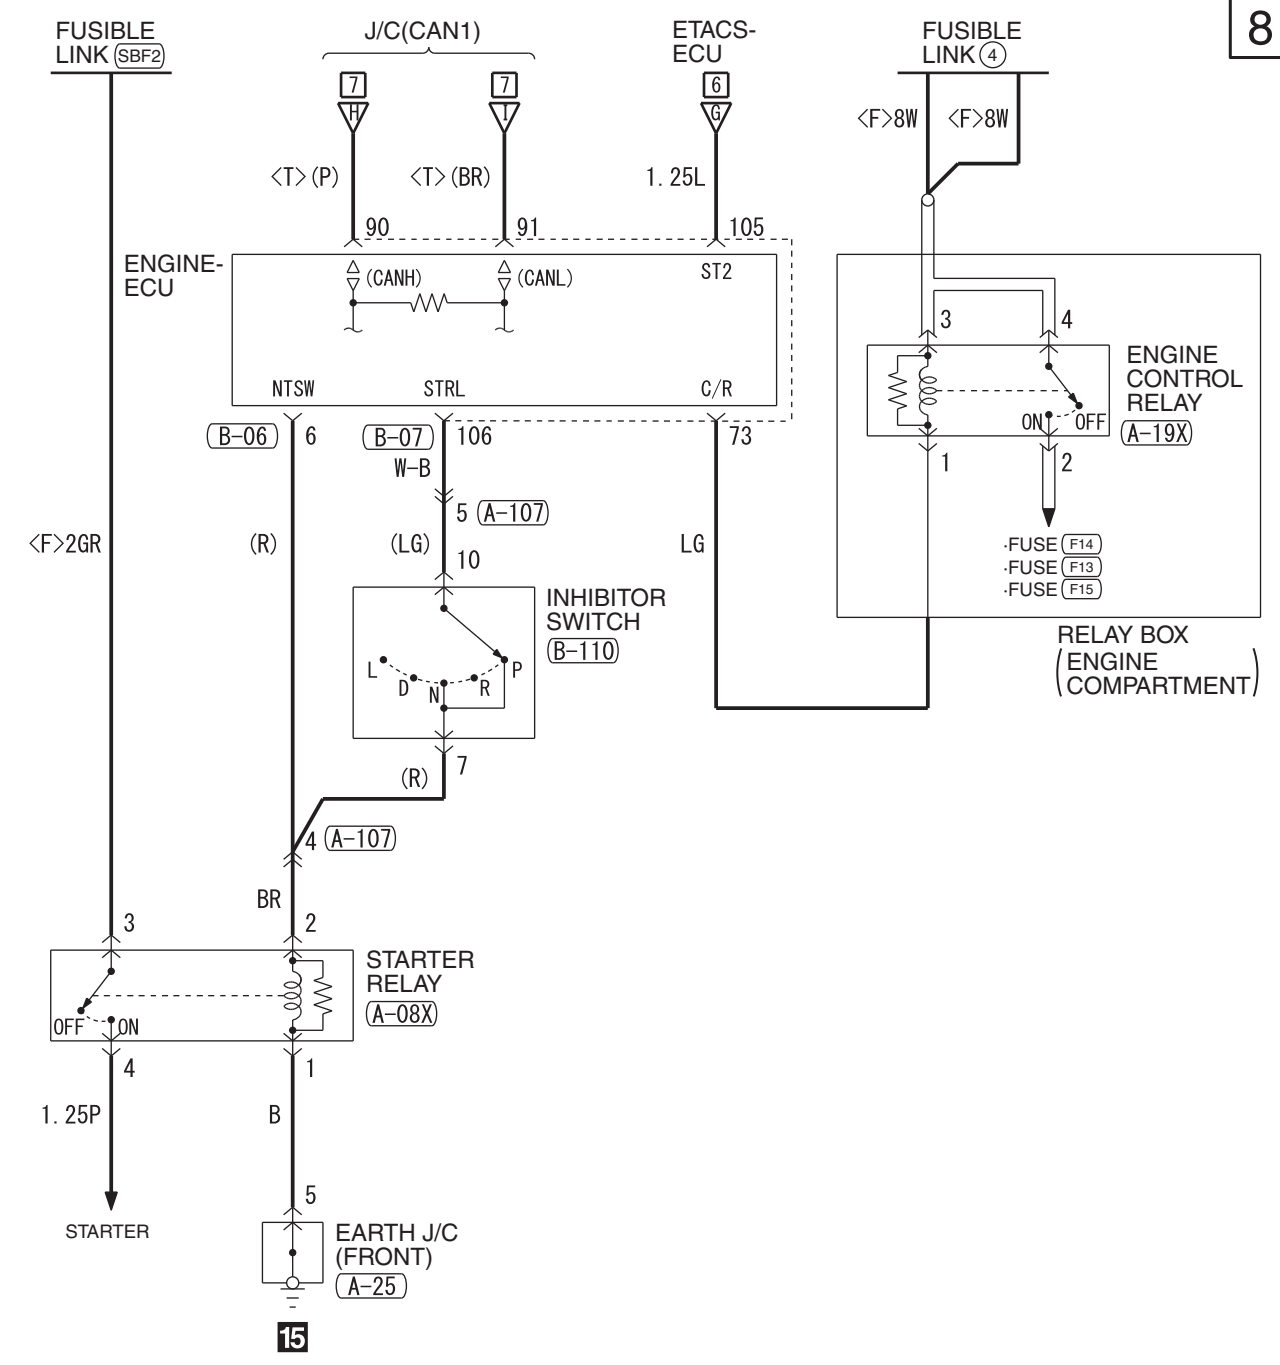 8
FUSIBLE
LINK SBF2
J/C(CAN1)
ETACS-
ECU
FUSIBLE
LINK 4
7
7
6
H
I
G
<F>8W
<F>8W
<T>(P)
<T>(BR)
1.25L
90
91
105
ENGINE-
ECU
(CANH)
(CANL)
ST2
3
4
ENGINE
CONTROL
RELAY
A-19X
ON
OFF
NTSW
STRL
C/R
B-06
6
B-07
106
73
1
2
W-B
5
A-107
<F>2GR
(R)
(LG)
LG
10
·FUSE F14
·FUSE F13
·FUSE F15
INHIBITOR
SWITCH
B-110
L
D
N
R
P
RELAY BOX
(ENGINE
COMPARTMENT)
7
(R)
4
A-107
BR
3
2
STARTER
RELAY
A-08X
OFF
ON
4
1
1.25P
B
5
STARTER
EARTH J/C
(FRONT)
A-25
15